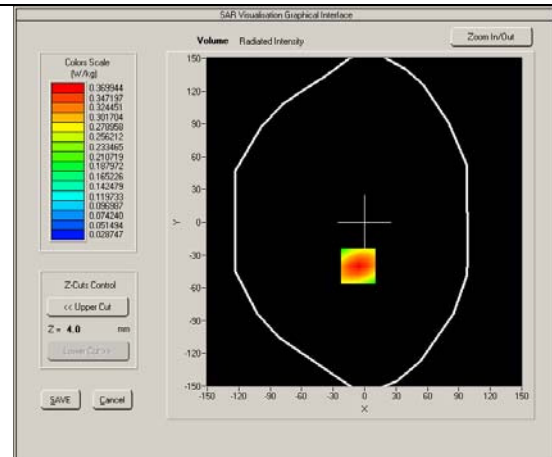 SAR Visualisation Graphical Interface
Volume Radiated Intensity
Zoom In/Out
Colors Scale
(W/kg)
0.369944
0.347197
0.324451
0.301704
0.278958
0.256212
0.233465
0.210719
0.187972
0.165226
0.142479
0.119733
0.096987
0.074240
0.051494
0.028747
150
120
90
60
30
0
-30
-60
-90
-120
-150
Y
-150 -120 -90 -60 -30 0 30 60 90 120 150
X
Z-Cuts Control
<< Upper Cut
Z = 4.0 mm
Lower Cut >>
SAVE Cancel